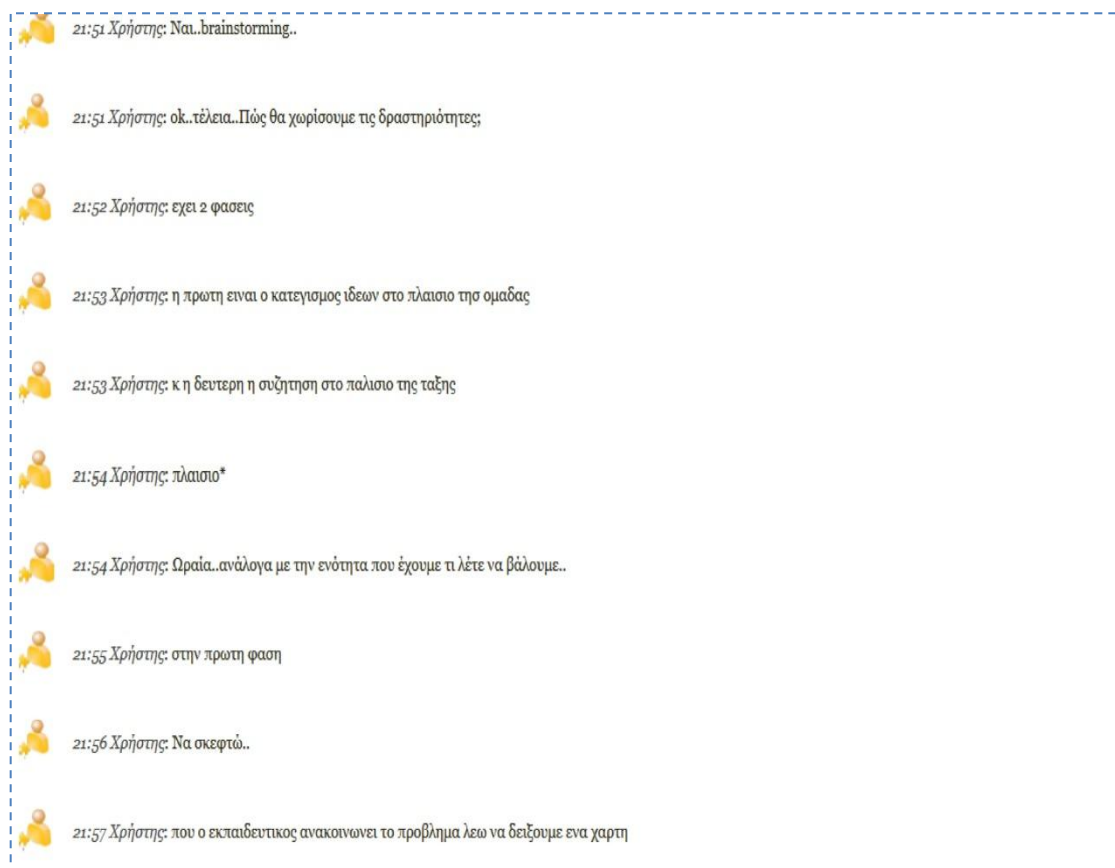 21:51 Χρήστης: Ναι..brainstorming..
21:51 Χρήστης: ok..τέλεια..Πώς θα χωρίσουμε τις δραστηριότητες;
21:52 Χρήστης: εχει 2 φασεις
21:53 Χρήστης: η πρωτη ειναι ο κατεγισμος ιδεων στο πλαισιο τησ ομαδας
21:53 Χρήστης: κ η δευτερη η συζητηση στο παλισιο της ταξης
21:54 Χρήστης: πλαισιο*
21:54 Χρήστης: Ωραία..ανάλογα με την ενότητα που έχουμε τι λέτε να βάλουμε..
21:55 Χρήστης: στην πρωτη φαση
21:56 Χρήστης: Να σκεφτώ..
21:57 Χρήστης: που ο εκπαιδευτικος ανακοινωνει το προβλημα λεω να δειξουμε ενα χαρτη